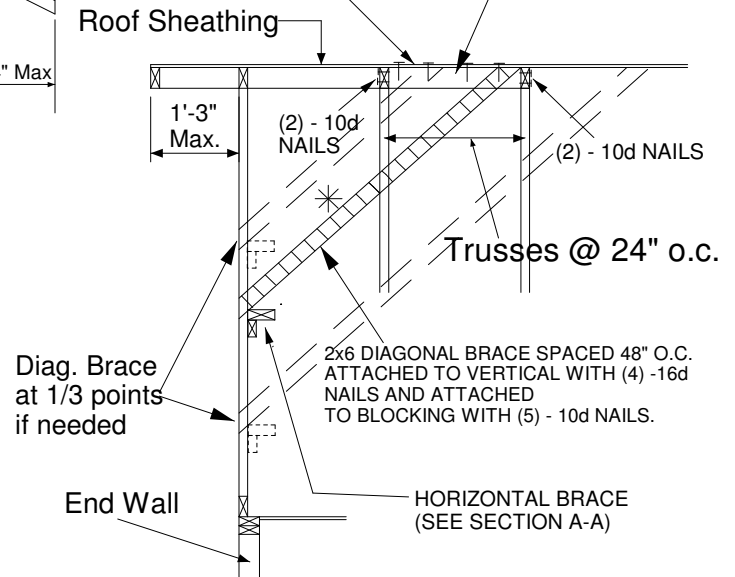 Roof Sheathing
" Max
1'-3"
Max.
(2) - 10d
NAILS
(2) - 10d NAILS
Trusses @ 24" o.c.
Diag. Brace
at 1/3 points
if needed
2x6 DIAGONAL BRACE SPACED 48" O.C.
ATTACHED TO VERTICAL WITH (4) -16d
NAILS AND ATTACHED
TO BLOCKING WITH (5) - 10d NAILS.
End Wall
HORIZONTAL BRACE
(SEE SECTION A-A)